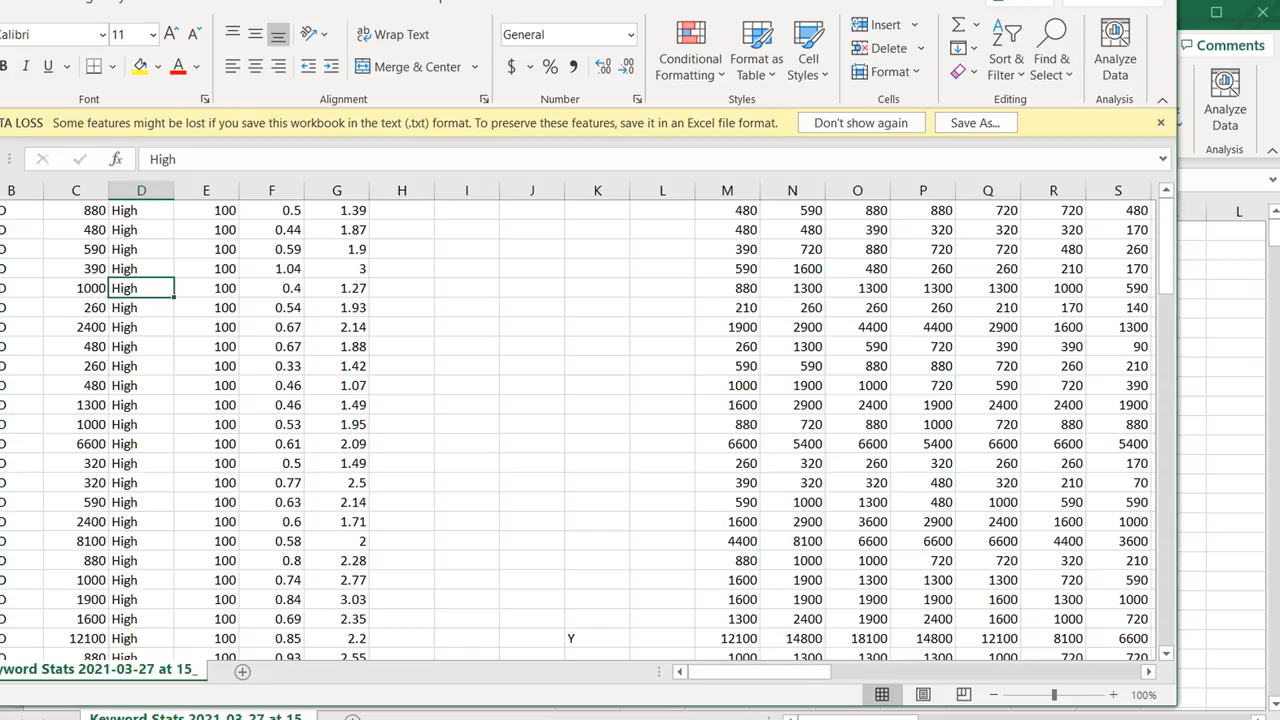 Comments
Calibri 11 Wrap Text General Insert
B I U Merge & Center $ % Conditional Formatting Format as Table Cell Styles Delete Format Sort & Filter Find & Select Analyze Data
Font Alignment Number Styles Cells Editing Analysis
Analyze Data
Analysis
TA LOSS Some features might be lost if you save this workbook in the text (.txt) format. To preserve these features, save it in an Excel file format. Don't show again Save As...
fx High
B C D E F G H I J K L M N O P Q R S
L
D 880 High 100 0.5 1.39 480 590 880 880 720 720 480
D 480 High 100 0.44 1.87 480 480 390 320 320 320 170
D 590 High 100 0.59 1.9 390 720 880 720 720 480 260
D 390 High 100 1.04 3 590 1600 480 260 260 210 170
D 1000 High 100 0.4 1.27 880 1300 1300 1300 1300 1000 590
D 260 High 100 0.54 1.93 210 260 260 260 210 170 140
D 2400 High 100 0.67 2.14 1900 2900 4400 4400 2900 1600 1300
D 480 High 100 0.67 1.88 260 1300 590 720 390 390 90
D 260 High 100 0.33 1.42 590 590 880 880 720 260 210
D 480 High 100 0.46 1.07 1000 1900 1000 720 590 720 390
D 1300 High 100 0.46 1.49 1600 2900 2400 1900 2400 2400 1900
D 1000 High 100 0.53 1.95 880 720 880 1000 720 880 880
D 6600 High 100 0.61 2.09 6600 5400 6600 5400 6600 6600 5400
D 320 High 100 0.5 1.49 260 320 260 320 260 260 170
D 320 High 100 0.77 2.5 390 320 320 480 320 210 70
D 590 High 100 0.63 2.14 590 1000 1300 480 1000 590 590
D 2400 High 100 0.6 1.71 1600 2900 3600 2900 2400 1600 1000
D 8100 High 100 0.58 2 4400 8100 6600 6600 6600 4400 3600
D 880 High 100 0.8 2.28 880 1000 1000 720 720 320 210
D 1000 High 100 0.74 2.77 1600 1900 1300 1300 1300 720 590
D 1900 High 100 0.84 3.03 1600 1900 1900 1900 1600 1300 1000
D 1600 High 100 0.69 2.35 1300 2400 1900 2400 1600 1000 720
D 12100 High 100 0.85 2.2 Y 12100 14800 18100 14800 12100 8100 6600
D 880 High 100 0.93 2.55 1000 1300 1300 1300 1000 720 720
yword Stats 2021-03-27 at 15_
100%
Keyword Stats 2021-03-27 at 15